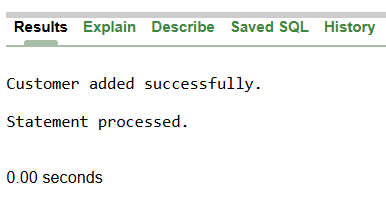 Results Explain Describe Saved SQL History
Customer added successfully.
Statement processed.
0.00 seconds